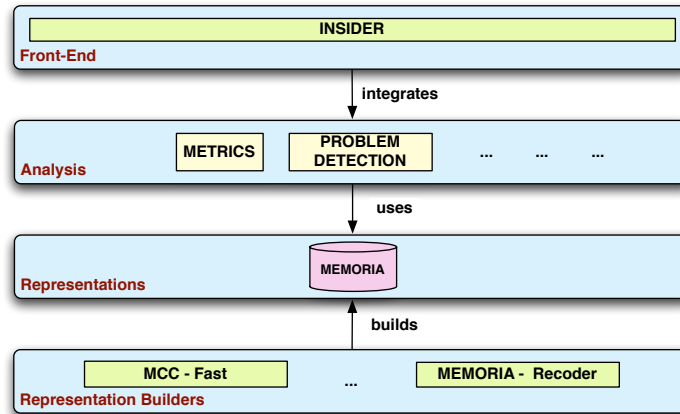 INSIDER
Front-End
integrates
METRICS
PROBLEM
DETECTION
... ... ...
Analysis
uses
MEMORIA
Representations
builds
MCC - Fast
...
MEMORIA - Recoder
Representation Builders